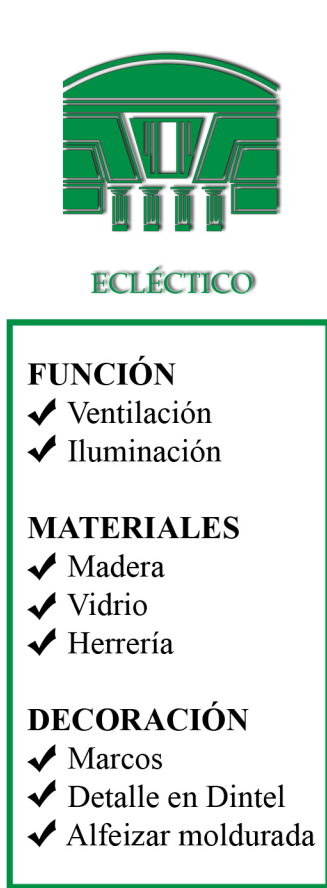 ECLÉCTICO
FUNCIÓN
✔ Ventilación
✔ Iluminación
MATERIALES
✔ Madera
✔ Vidrio
✔ Herrería
DECORACIÓN
✔ Marcos
✔ Detalle en Dintel
✔ Alfeizar moldurada